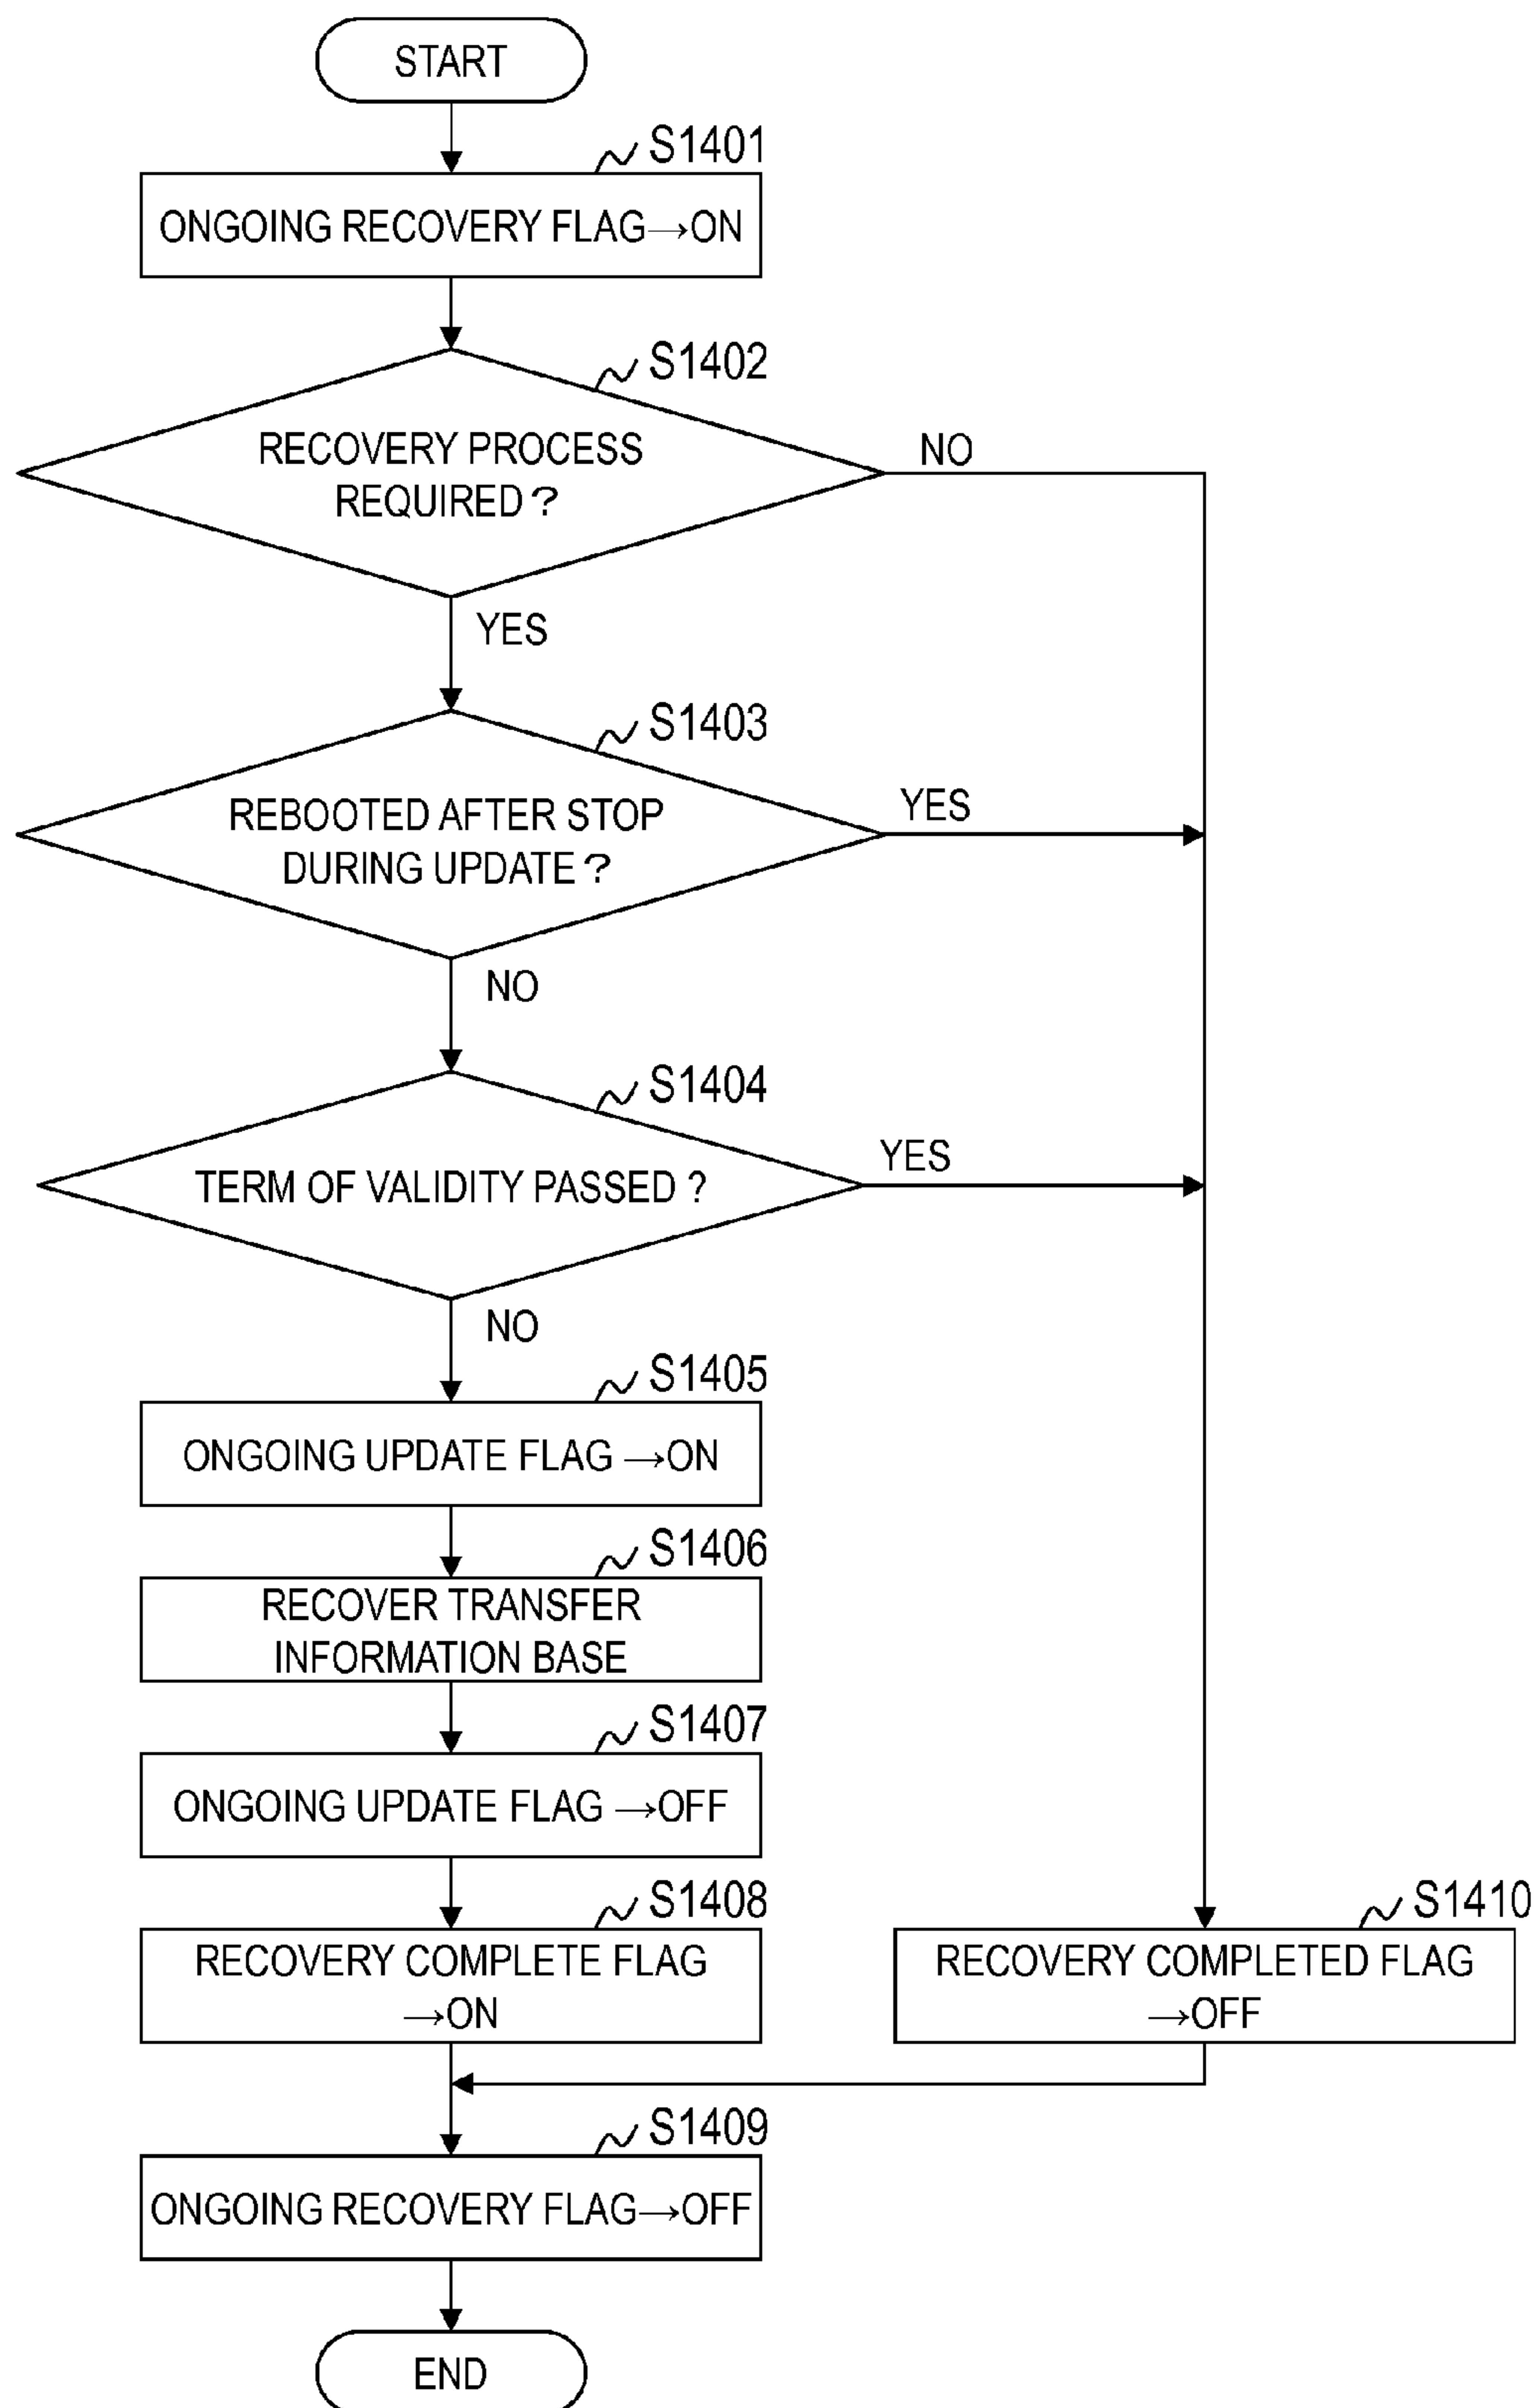 START
S1401
ONGOING RECOVERY FLAG→ON
S1402
RECOVERY PROCESS
REQUIRED ?
NO
YES
S1403
REBOOTED AFTER STOP
DURING UPDATE ?
YES
NO
S1404
TERM OF VALIDITY PASSED ?
YES
NO
S1405
ONGOING UPDATE FLAG →ON
S1406
RECOVER TRANSFER
INFORMATION BASE
S1407
ONGOING UPDATE FLAG →OFF
S1408
RECOVERY COMPLETE FLAG
→ON
S1410
RECOVERY COMPLETED FLAG
→OFF
S1409
ONGOING RECOVERY FLAG→OFF
END